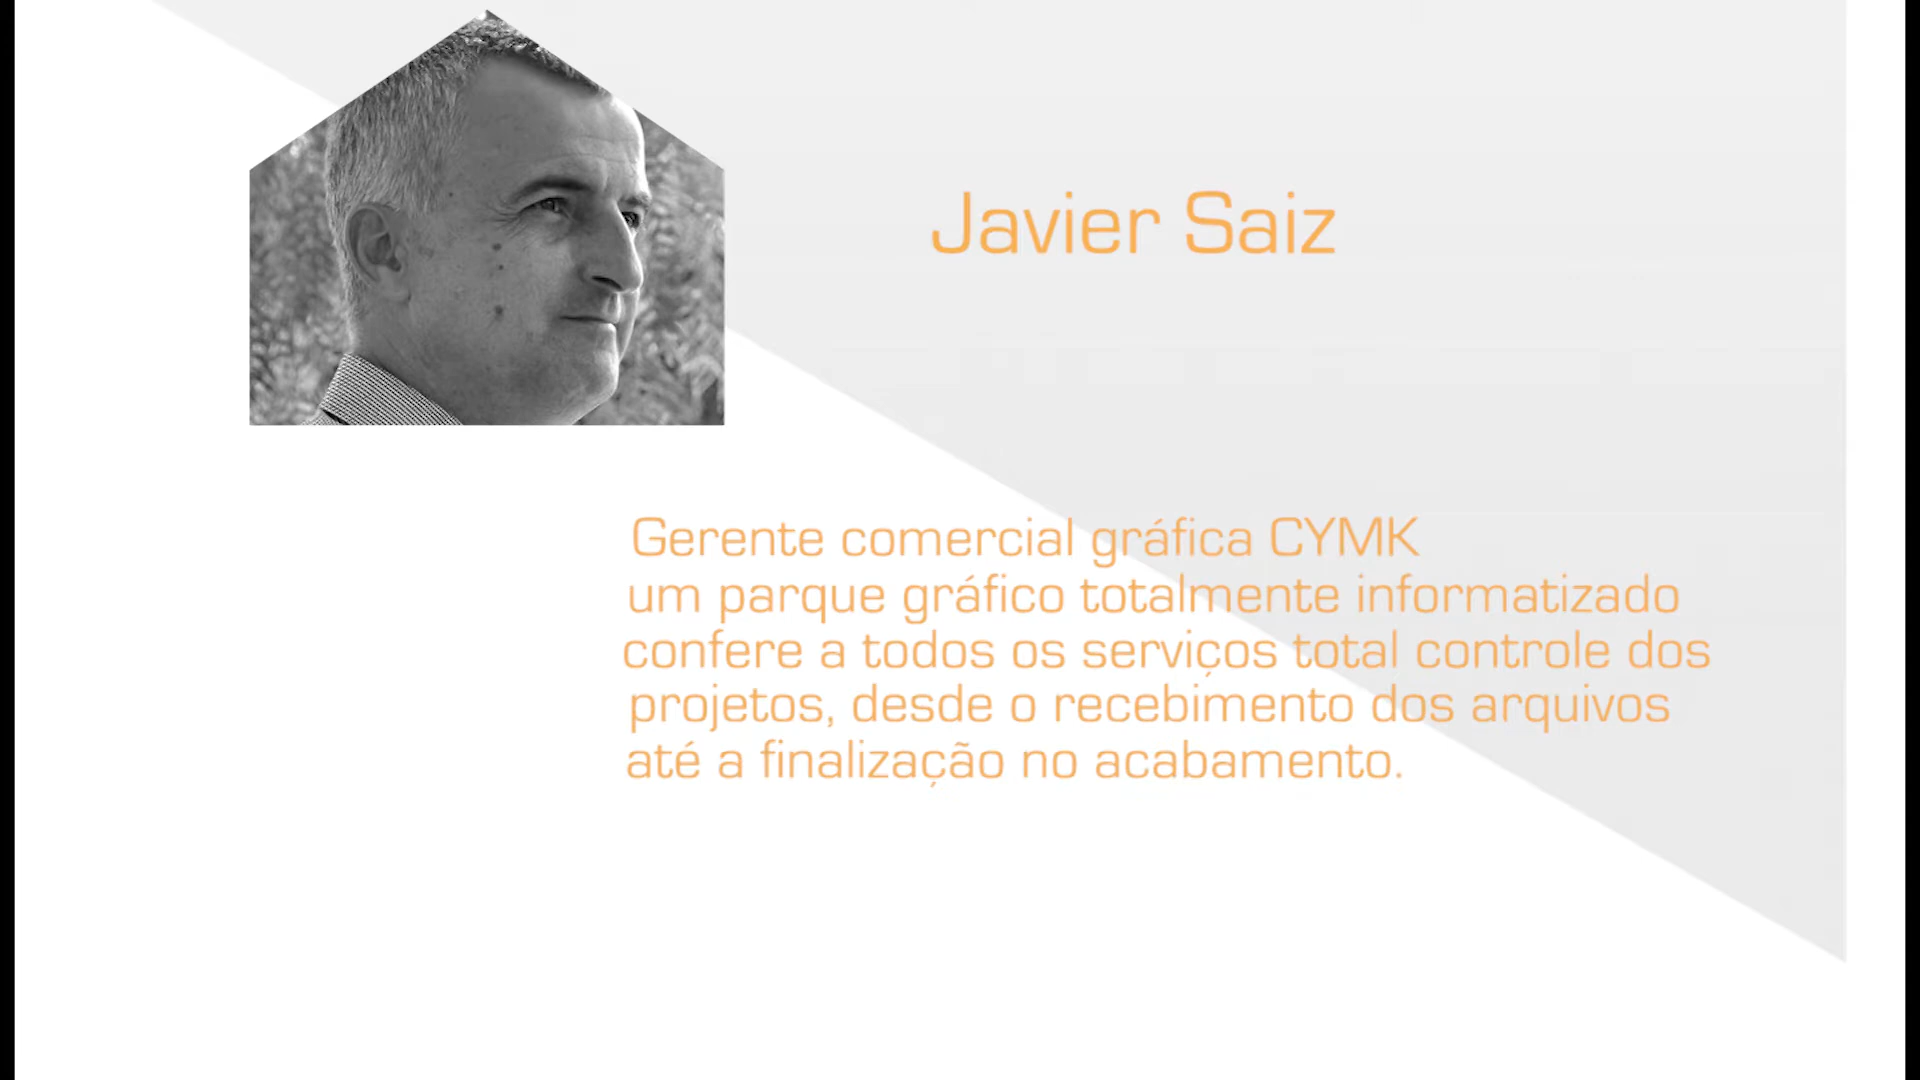 Javier Saiz
Gerente comercial gráfica CYMK
um parque gráfico totalmente informatizado
confere a todos os serviços total controle dos
projetos, desde o recebimento dos arquivos
até a finalização no acabamento.